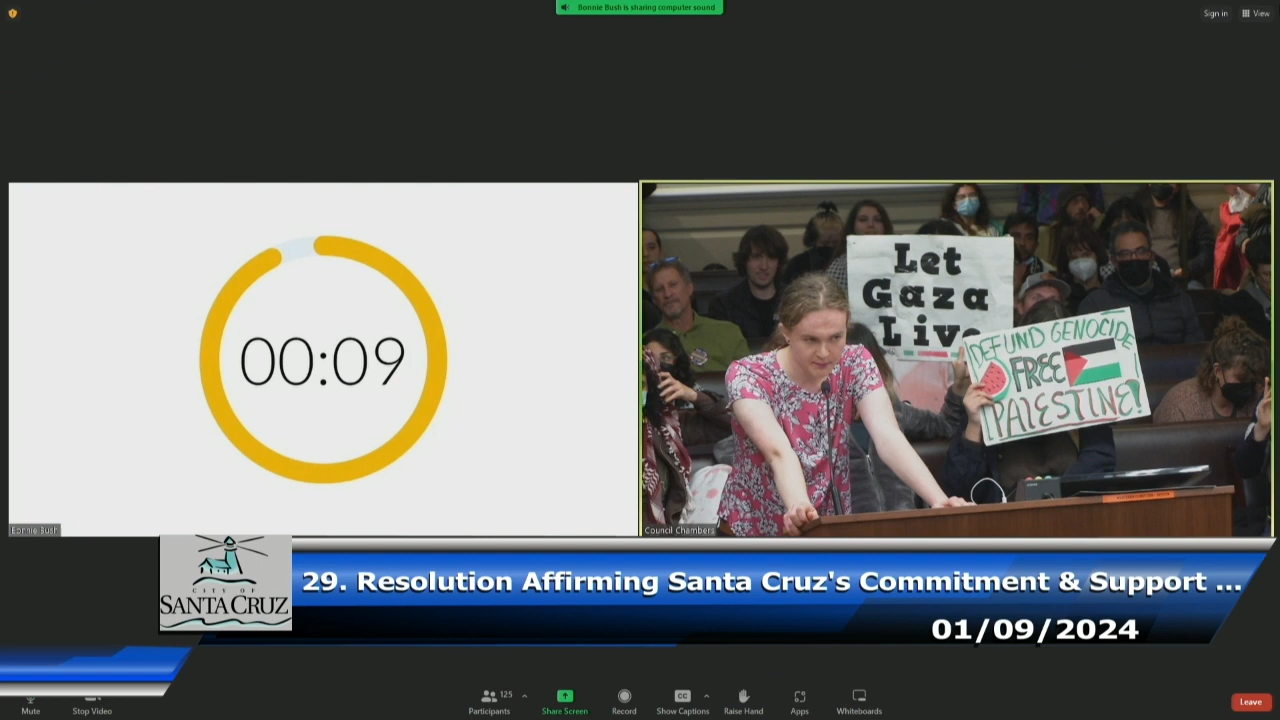 Bonnie Bush is sharing computer sound
Sign in
View
00:09
Let
Gaza
Live
DEFUND GENOCIDE
FREE
PALESTINE!
Bonnie Bush
Council Chambers
CITY OF
SANTA CRUZ
29. Resolution Affirming Santa Cruz's Commitment & Support ...
01/09/2024
Mute
Stop Video
Participants
125
Share Screen
Record
CC
Show Captions
Raise Hand
Apps
Whiteboards
Leave